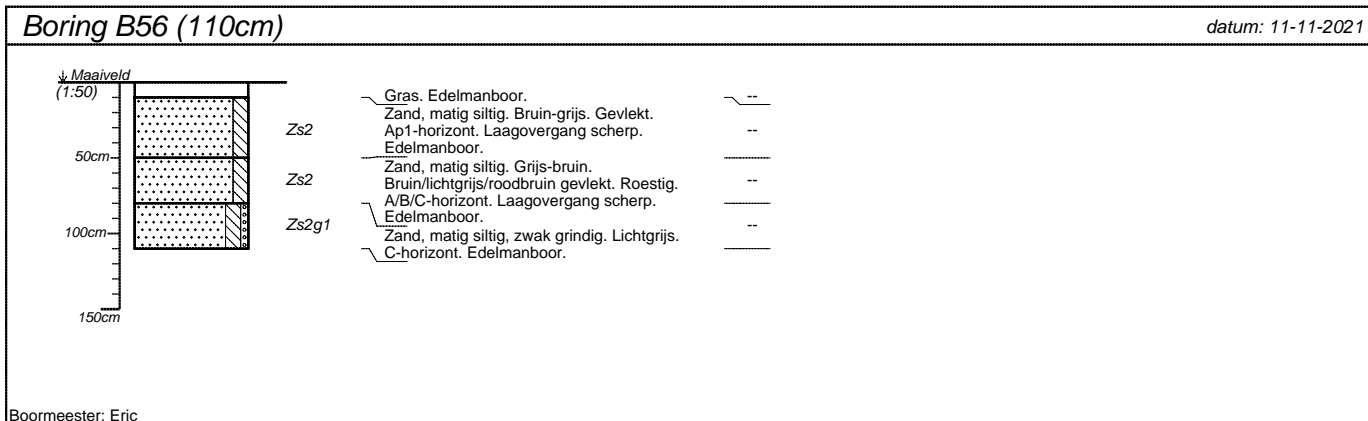 Boring B56 (110cm)
datum: 11-11-2021
Maaiveld
(1:50)
Gras. Edelmanboor.
--
Zs2
Zand, matig siltig. Bruin-grijs. Gevlekt.
Ap1-horizont. Laagovergang scherp.
Edelmanboor.
--
50cm
Zs2
Zand, matig siltig. Grijs-bruin.
Bruin/lichtgrijs/roodbruin gevlekt. Roestig.
A/B/C-horizont. Laagovergang scherp.
Edelmanboor.
--
Zs2g1
100cm
Zand, matig siltig, zwak grindig. Lichtgrijs.
C-horizont. Edelmanboor.
--
150cm
Boormeester: Eric